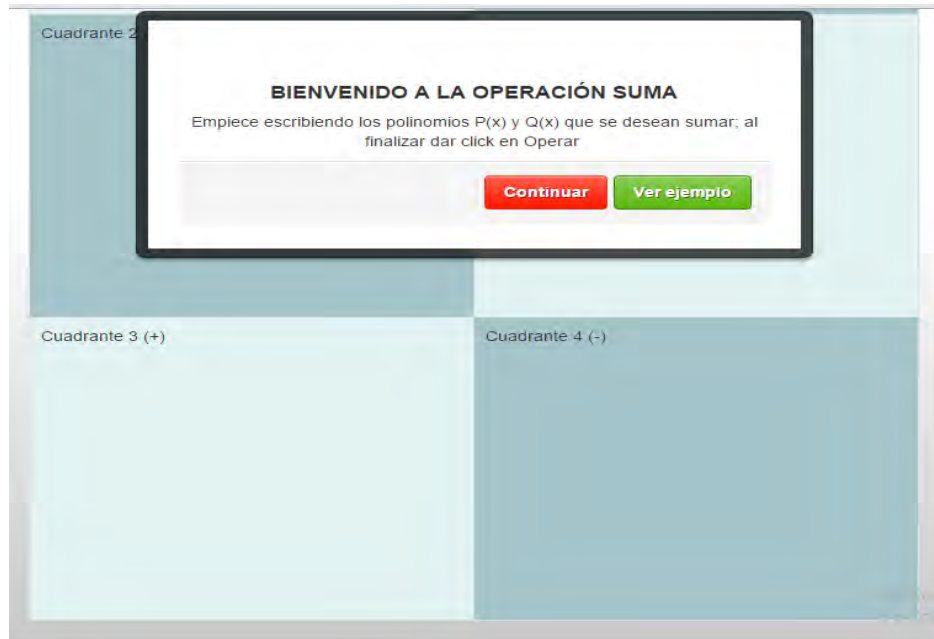 Cuadrante 2
BIENVENIDO A LA OPERACIÓN SUMA
Empiece escribiendo los polinomios P(x) y Q(x) que se desean sumar; al
finalizar dar click en Operar
Continuar Ver ejemplo
Cuadrante 3 (+)
Cuadrante 4 (-)